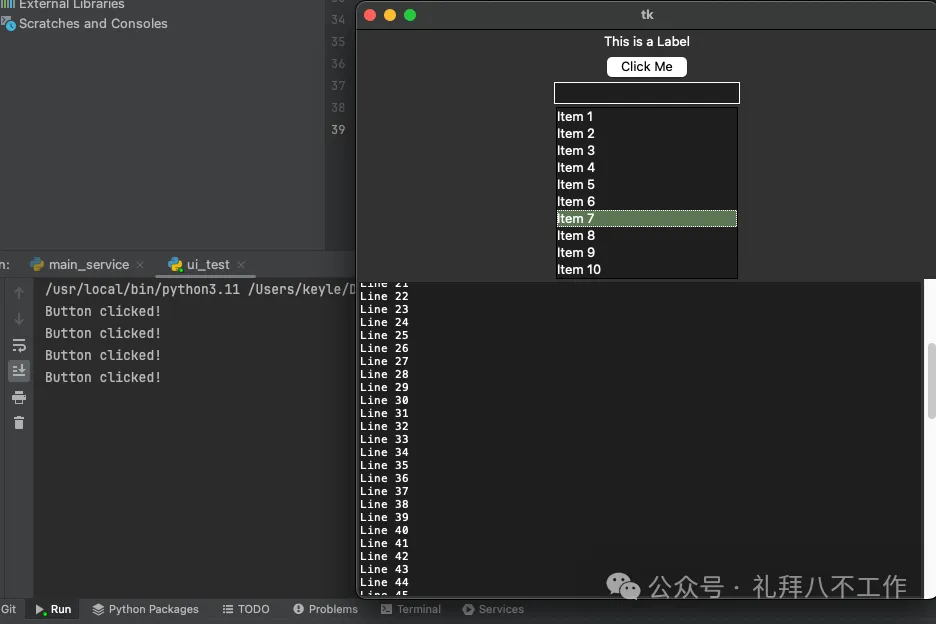 External Libraries
Scratches and Consoles
34
35
36
37
38
39
tk
This is a Label
Click Me
Item 1
Item 2
Item 3
Item 4
Item 5
Item 6
Item 7
Item 8
Item 9
Item 10
n:
main_service
ui_test
/usr/local/bin/python3.11 /Users/keyle/D
Button clicked!
Button clicked!
Button clicked!
Button clicked!
Line 21
Line 22
Line 23
Line 24
Line 25
Line 26
Line 27
Line 28
Line 29
Line 30
Line 31
Line 32
Line 33
Line 34
Line 35
Line 36
Line 37
Line 38
Line 39
Line 40
Line 41
Line 42
Line 43
Line 44
Line 45
公众号 · 礼拜八不工作
Git Run Python Packages TODO Problems Terminal Services